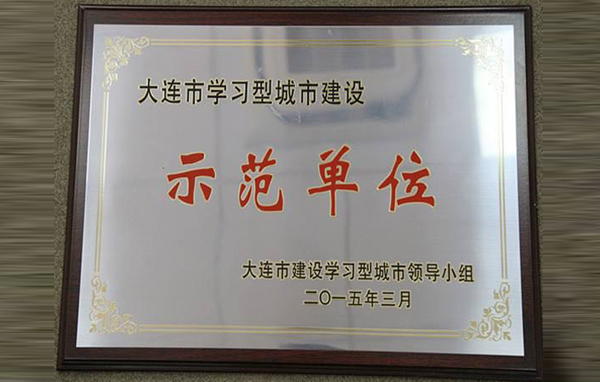 大连市学习型城市建设
示范单位
大连市建设学习型城市领导小组
二〇一五年三月